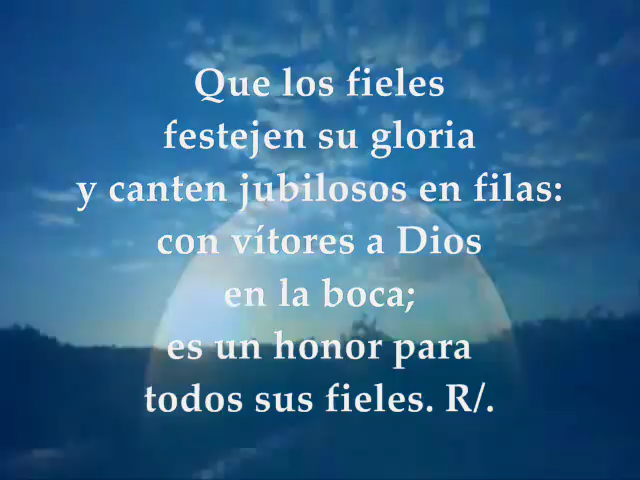 Que los fieles
festejen su gloria
y canten jubilosos en filas:
con vítores a Dios
en la boca;
es un honor para
todos sus fieles. R/.